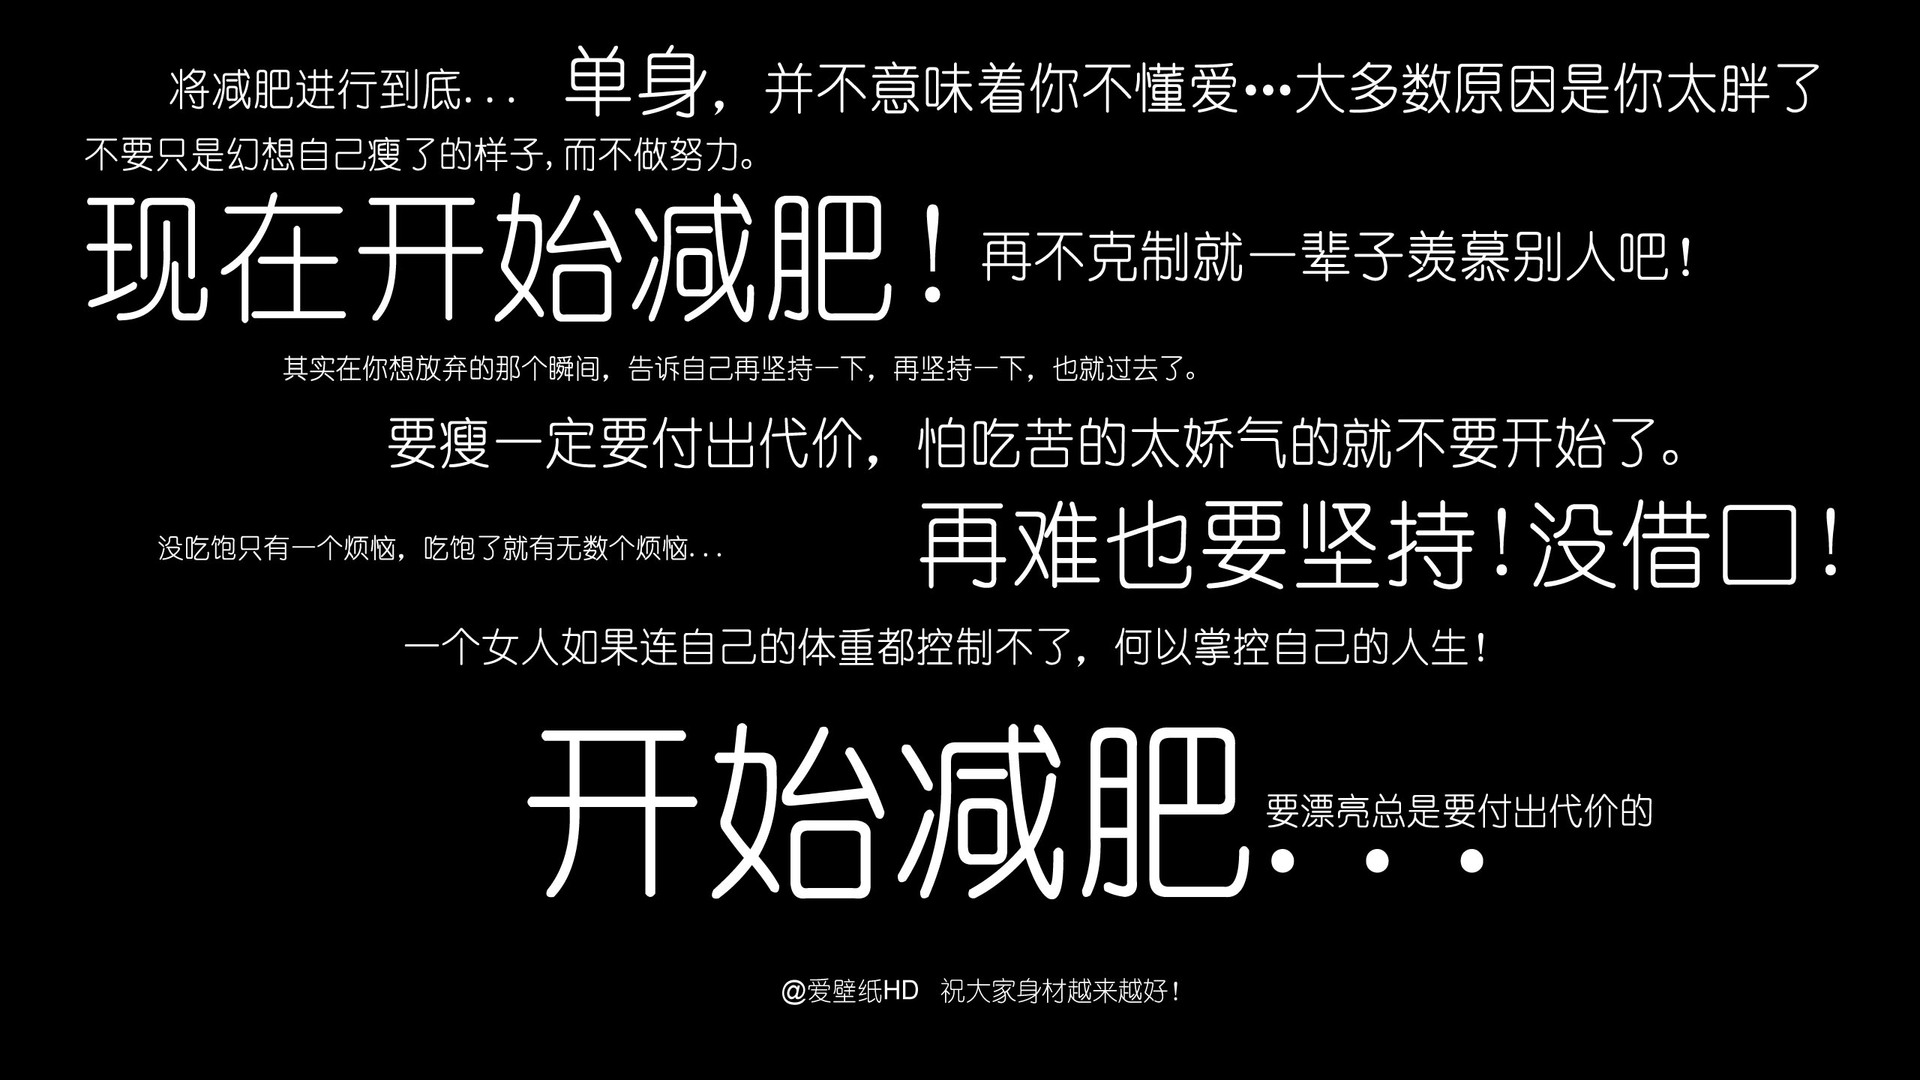 将减肥进行到底... 单身，并不意味着你不懂爱•••大多数原因是你太胖了
不要只是幻想自己瘦了的样子,而不做努力。
现在开始减肥！再不克制就一辈子羡慕别人吧！
其实在你想放弃的那个瞬间，告诉自己再坚持一下，再坚持一下，也就过去了。
要瘦一定要付出代价，怕吃苦的太娇气的就不要开始了。
没吃饱只有一个烦恼，吃饱了就有无数个烦恼...
再难也要坚持！没借口！
一个女人如果连自己的体重都控制不了，何以掌控自己的人生！
开始减肥...
要漂亮总是要付出代价的
@爱壁纸HD 祝大家身材越来越好！